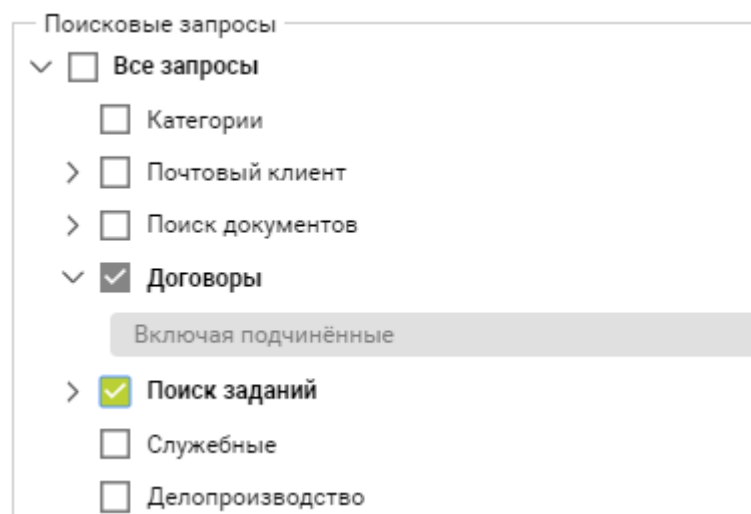 Поисковые запросы
Все запросы
Категории
Почтовый клиент
Поиск документов
Договоры
Включая подчинённые
Поиск заданий
Служебные
Делопроизводство